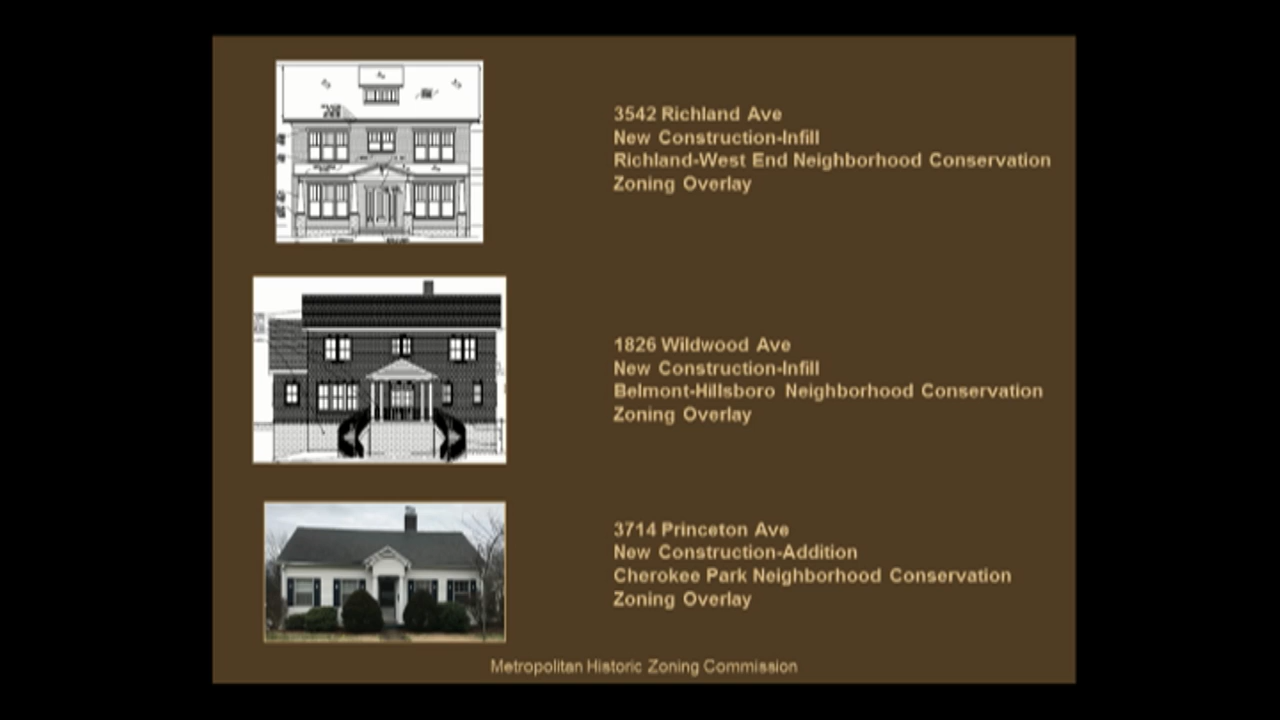 3542 Richland Ave
New Construction-Infill
Richland-West End Neighborhood Conservation
Zoning Overlay
1826 Wildwood Ave
New Construction-Infill
Belmont-Hillsboro Neighborhood Conservation
Zoning Overlay
3714 Princeton Ave
New Construction-Addition
Cherokee Park Neighborhood Conservation
Zoning Overlay
Metropolitan Historic Zoning Commission